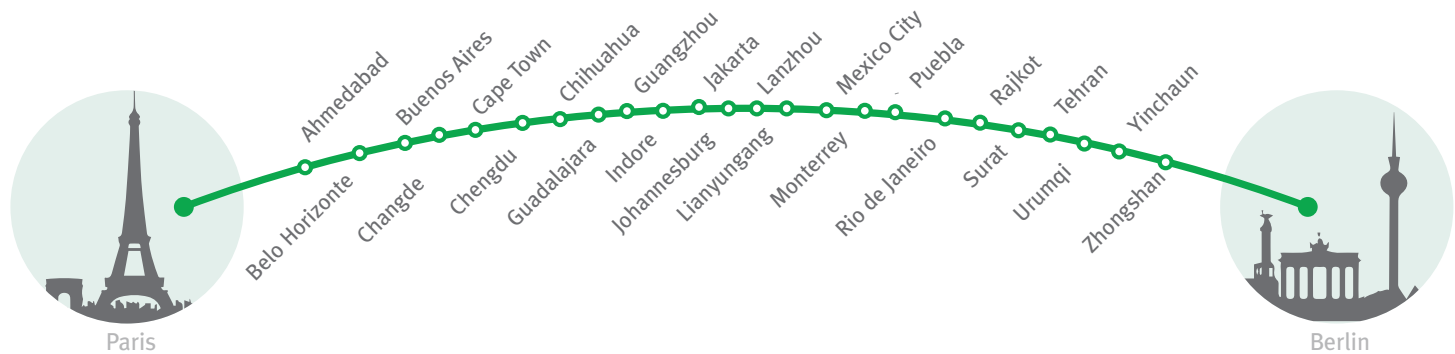 Ahmedabad
Belo Horizonte
Buenos Aires
Changde
Cape Town
Chengdu
Chihuahua
Guadalajara
Guangzhou
Indore
Jakarta
Johannesburg
Lanzhou
Lianyungang
Mexico City
Monterrey
Puebla
Rio de Janeiro
Rajkot
Surat
Tehran
Urumqi
Yinchaun
Zhongshan
Paris
Berlin